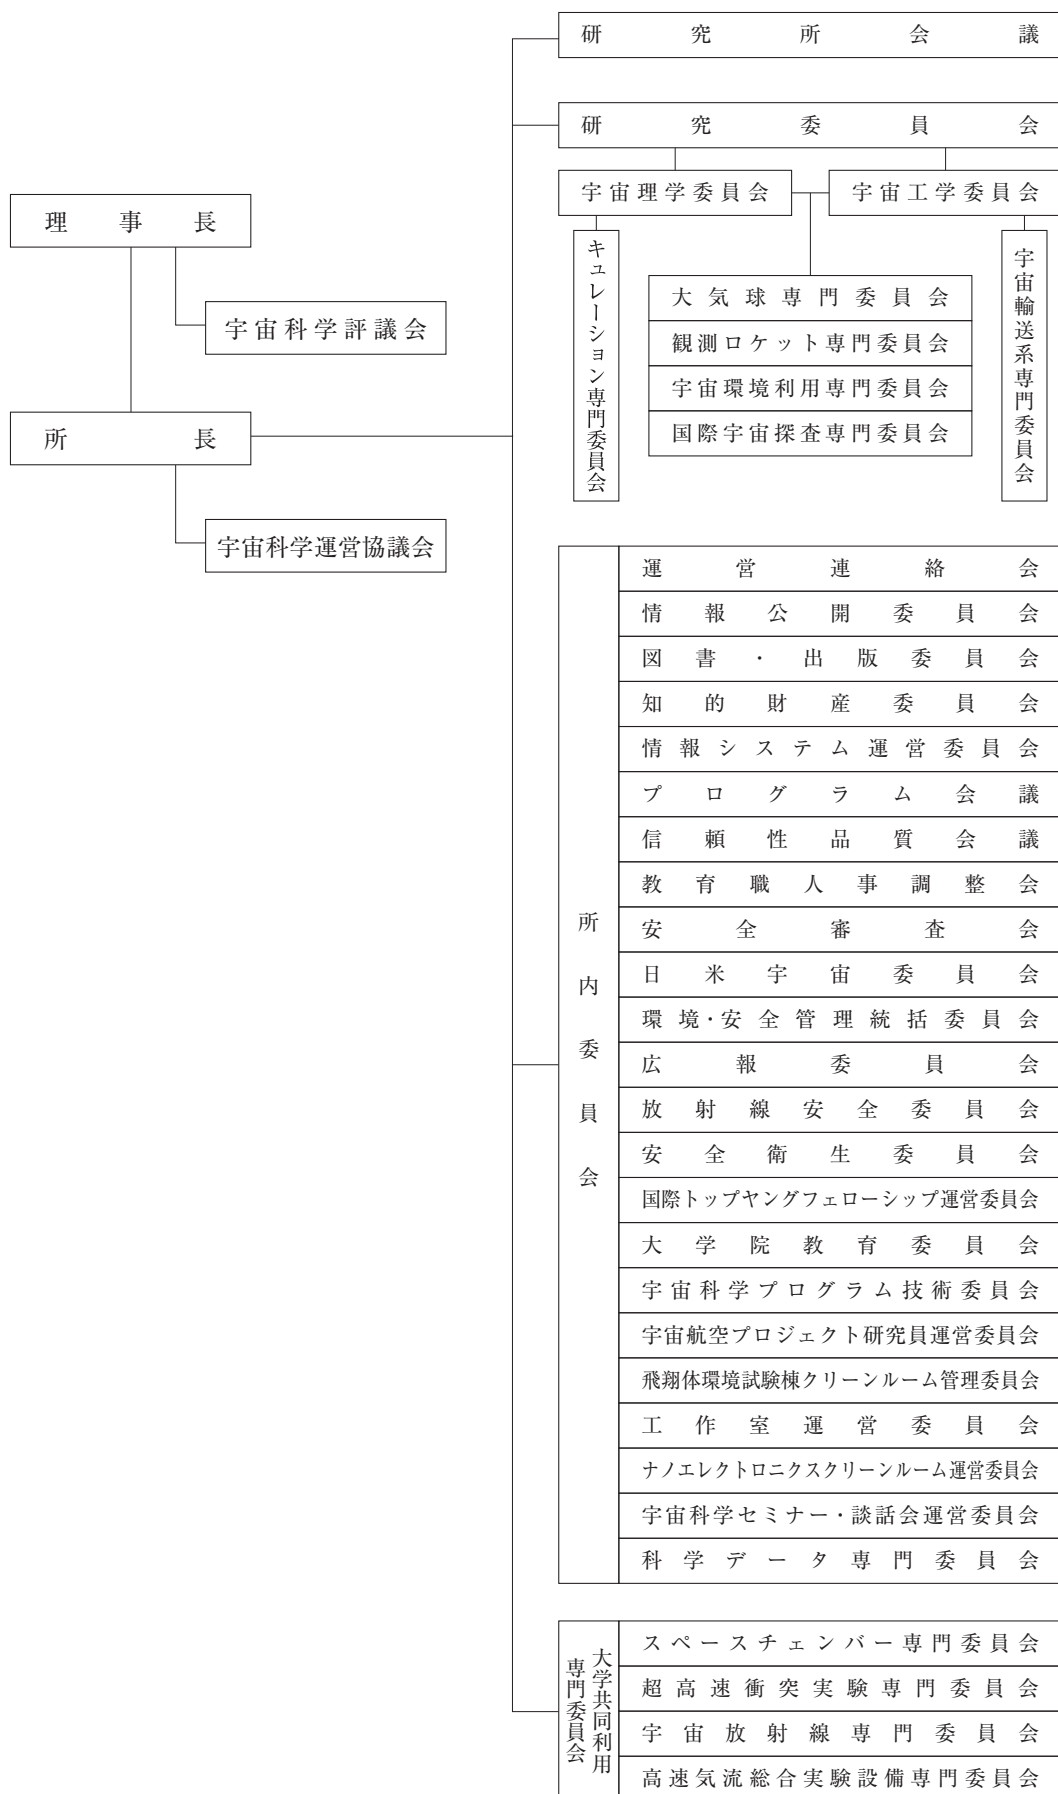 理事長
宇宙科学評議会
所長
宇宙科学運営協議会
研究所会議
研究委員会
宇宙理学委員会
宇宙工学委員会
キュレーション専門委員会
大気球専門委員会
観測ロケット専門委員会
宇宙環境利用専門委員会
国際宇宙探査専門委員会
宇宙輸送系専門委員会
所内委員会
運営連絡会
情報公開委員会
図書・出版委員会
知的財産委員会
情報システム運営委員会
プログラム会議
信頼性品質会議
教育職人事調整会
安全審査会
日米宇宙委員会
環境・安全管理統括委員会
広報委員会
放射線安全委員会
安全衛生委員会
国際トップヤングフェローシップ運営委員会
大学院教育委員会
宇宙科学プログラム技術委員会
宇宙航空プロジェクト研究員運営委員会
飛翔体環境試験棟クリーンルーム管理委員会
工作室運営委員会
ナノエレクトロニクスクリーンルーム運営委員会
宇宙科学セミナー・談話会運営委員会
科学データ専門委員会
大学共同利用
専門委員会
スペースチェンバー専門委員会
超高速衝突実験専門委員会
宇宙放射線専門委員会
高速気流総合実験設備専門委員会